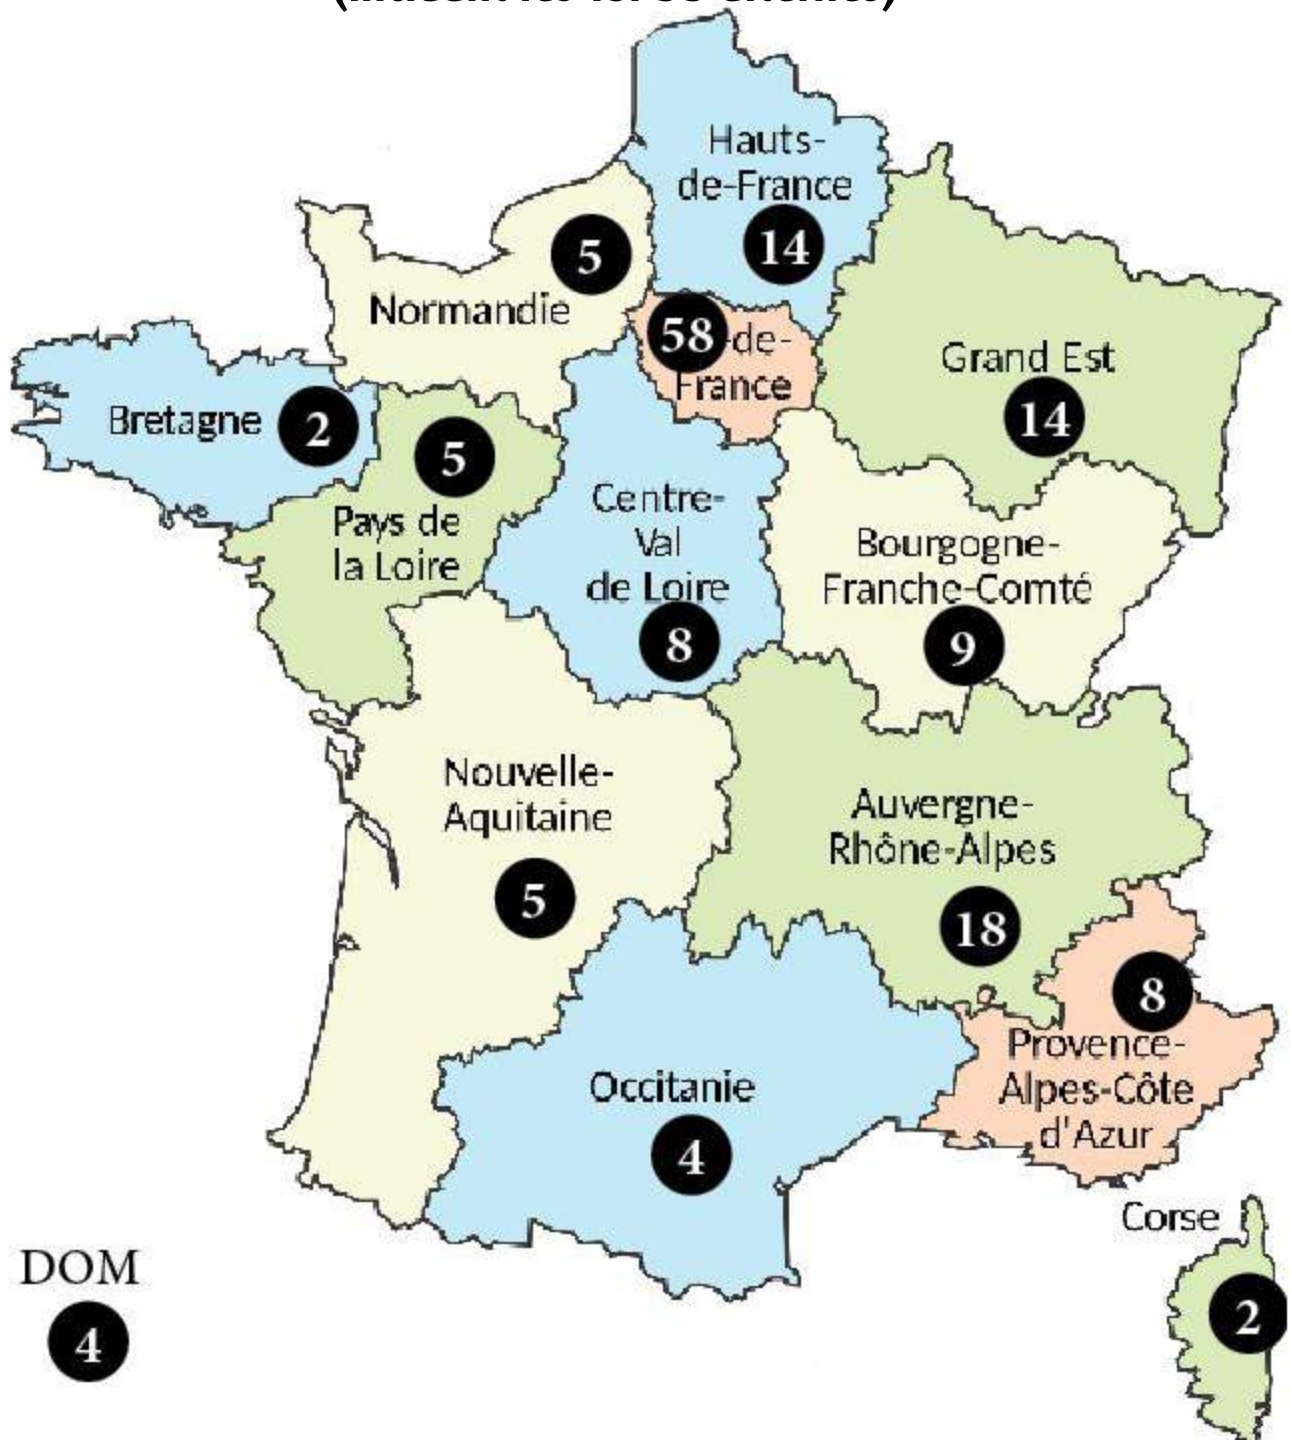 Hauts-
de-France
14
5
Normandie
58
-de-
France
Grand Est
14
Bretagne
2
5
Pays de
la Loire
Centre-
Val
de Loire
8
Bourgogne-
Franche-Comté
9
Nouvelle-
Aquitaine
5
Auvergne-
Rhône-Alpes
18
8
Provence-
Alpes-Côte
d'Azur
Occitanie
4
Corse
2
DOM
4